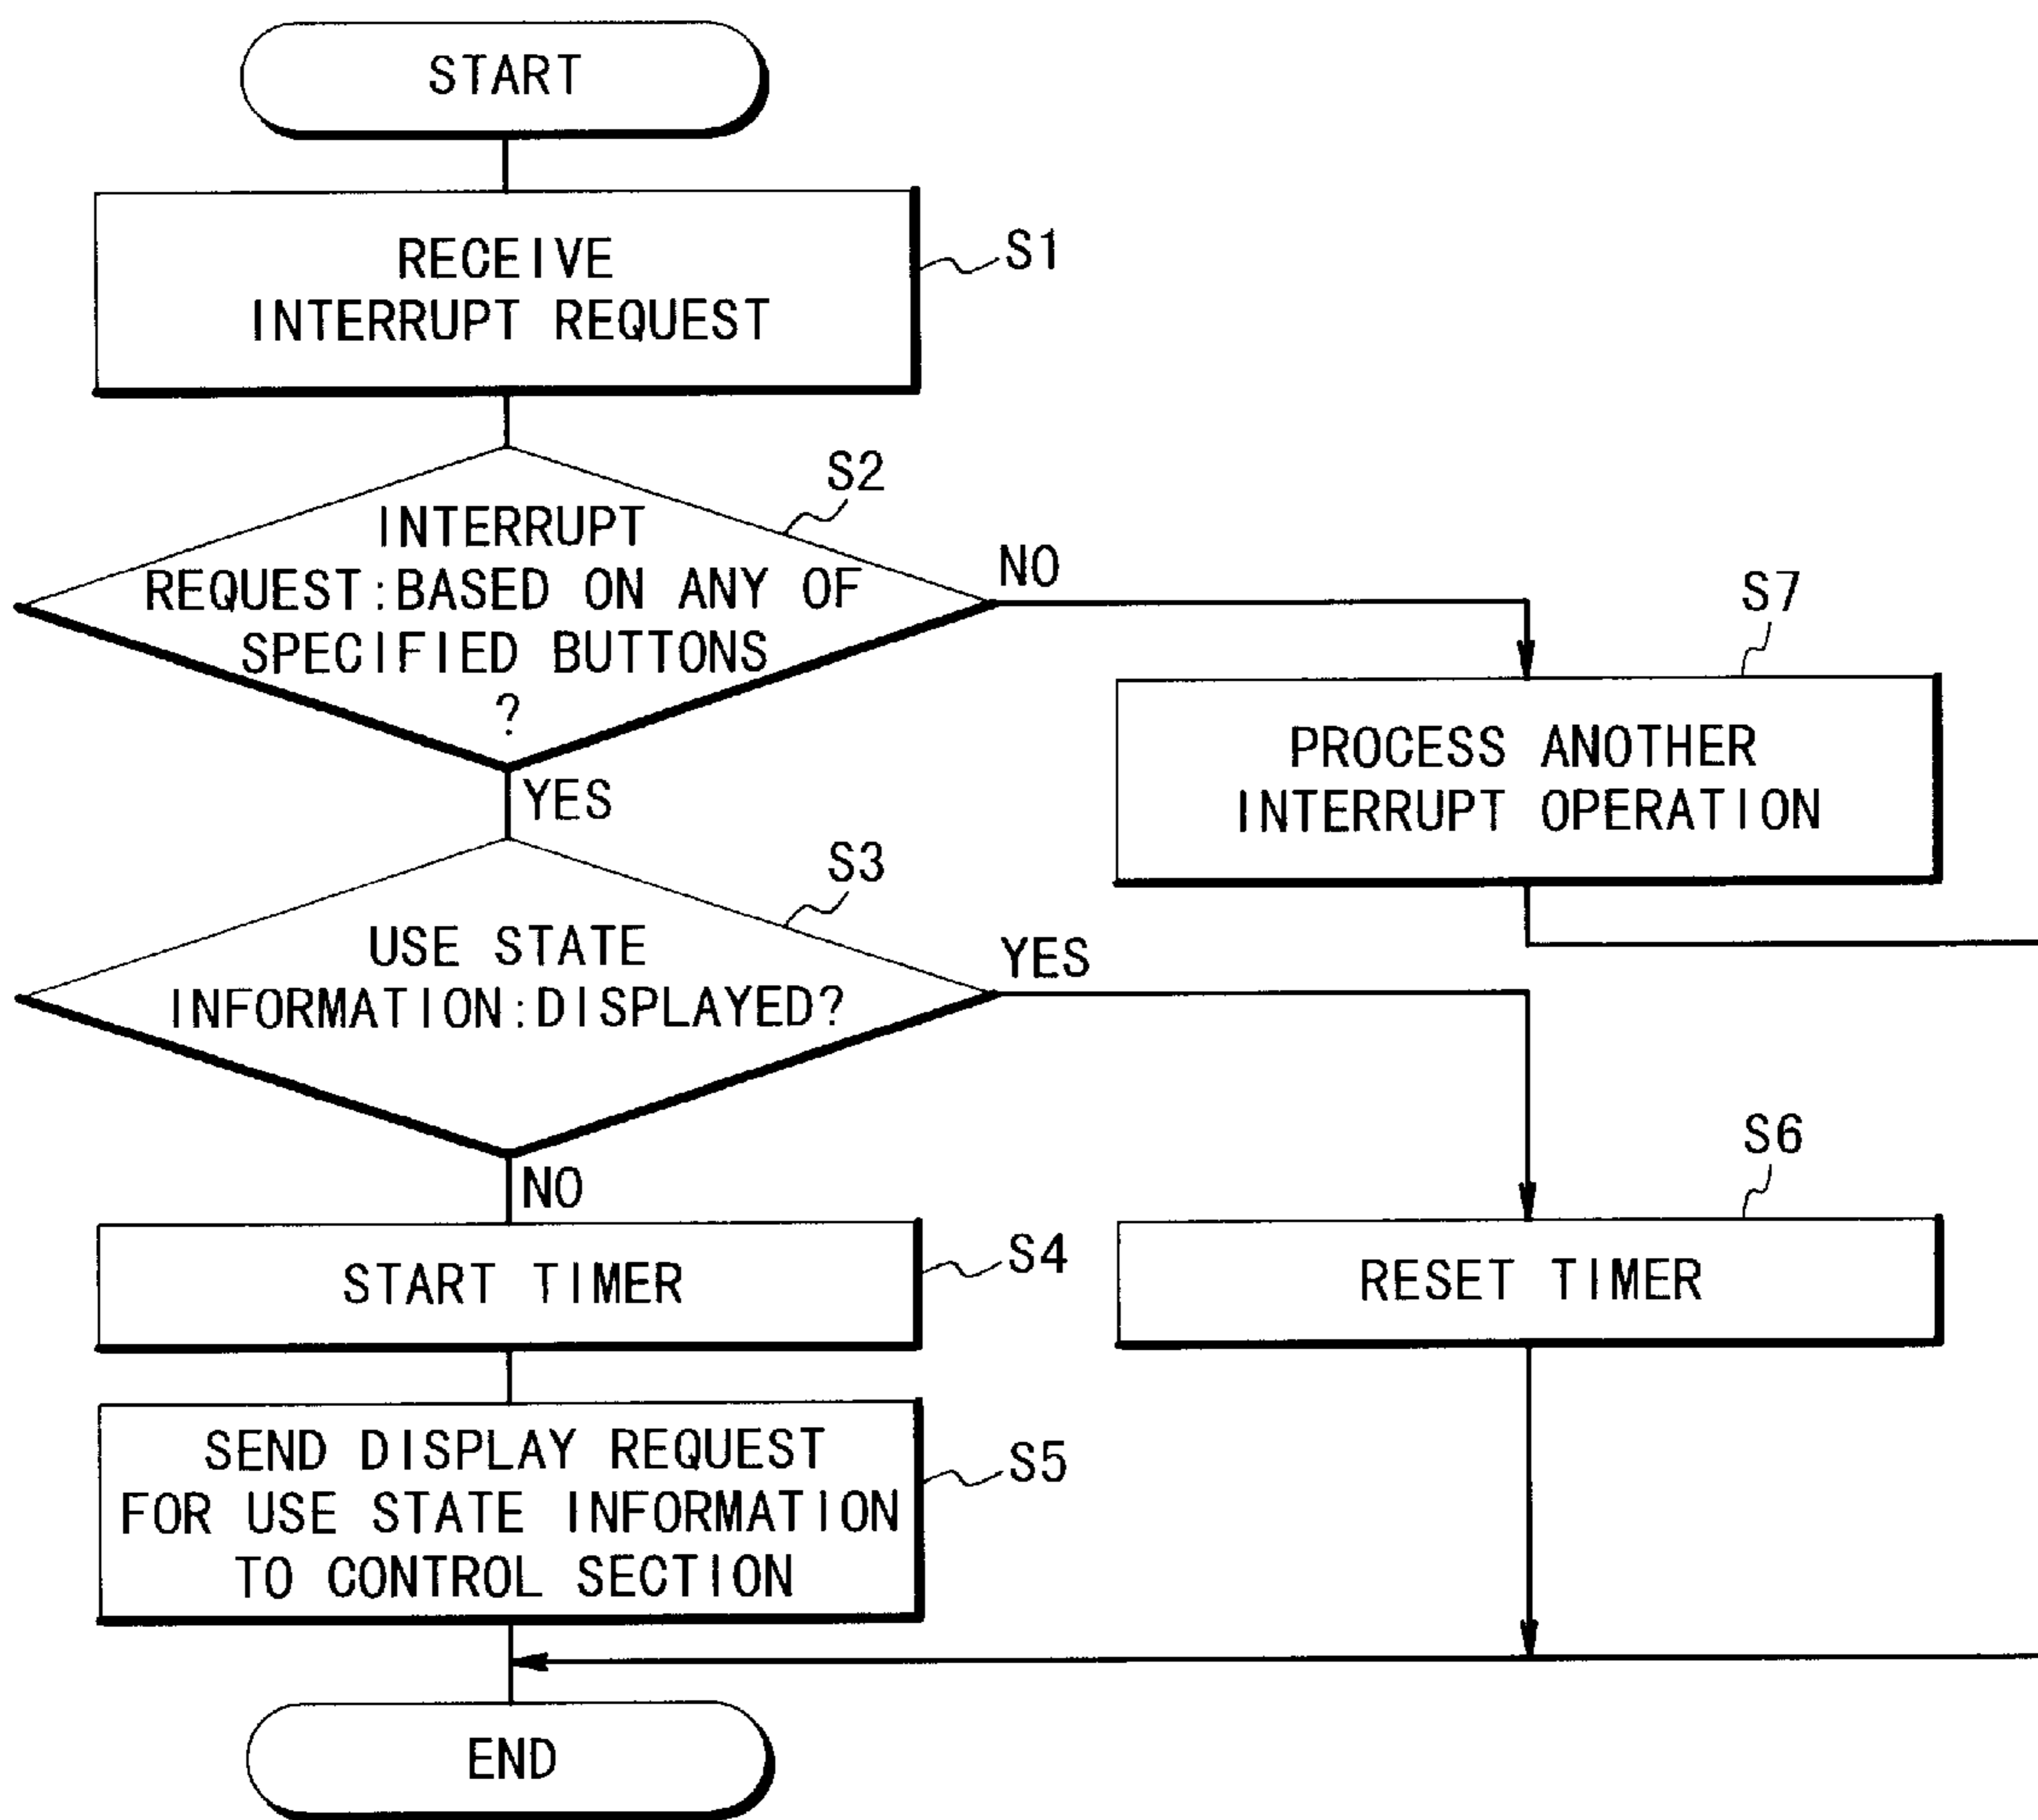 START
RECEIVE
INTERRUPT REQUEST
S1
S2
INTERRUPT
REQUEST:BASED ON ANY OF
SPECIFIED BUTTONS
?
NO
YES
S7
PROCESS ANOTHER
INTERRUPT OPERATION
S3
USE STATE
INFORMATION:DISPLAYED?
YES
NO
S4
START TIMER
S6
RESET TIMER
SEND DISPLAY REQUEST
FOR USE STATE INFORMATION
TO CONTROL SECTION
S5
END